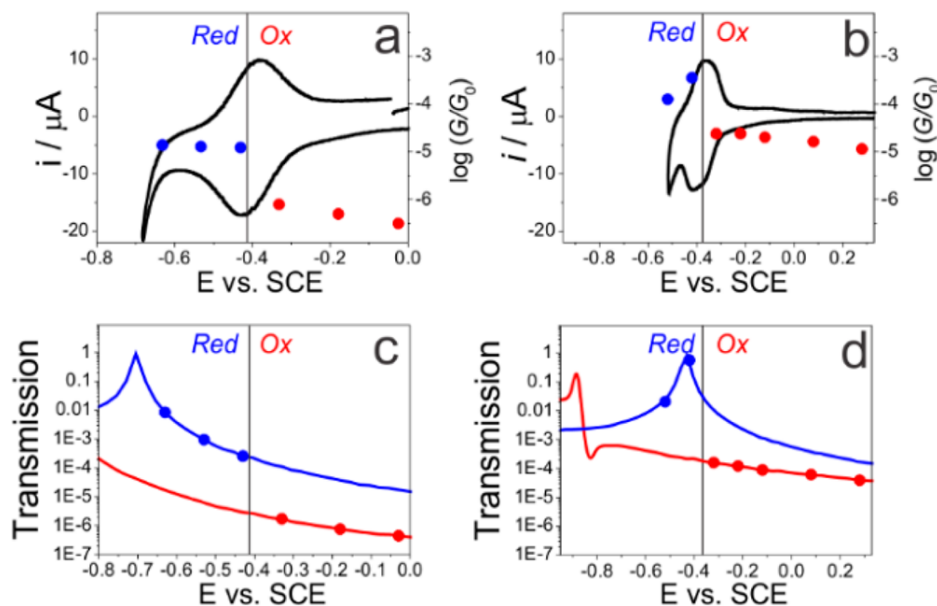 Red Ox a
10
0
-10
-20
i / μA
-3
-4
-5
-6
log (G/G0)
-0.8 -0.6 -0.4 -0.2 0.0
E vs. SCE
Red Ox b
10
0
-10
-20
i / μA
-3
-4
-5
-6
log (G/G0)
-0.8 -0.6 -0.4 -0.2 0.0 0.2
E vs. SCE
Red Ox c
1
0.1
0.01
1E-3
1E-4
1E-5
1E-6
1E-7
Transmission
-0.8 -0.7 -0.6 -0.5 -0.4 -0.3 -0.2 -0.1 0.0
E vs. SCE
Red Ox d
1
0.1
0.01
1E-3
1E-4
1E-5
1E-6
1E-7
Transmission
-0.8 -0.6 -0.4 -0.2 0.0 0.2
E vs. SCE